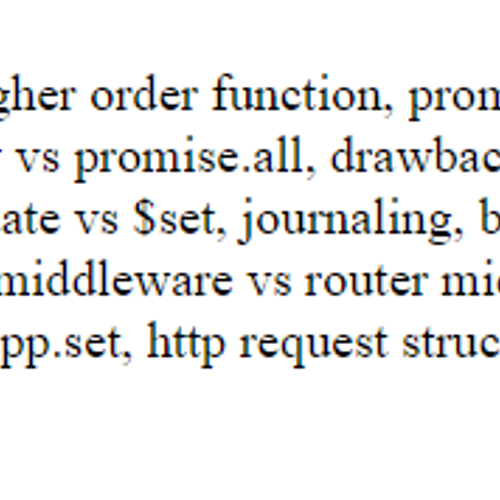 gher order function, prom
vs promise.all, drawbac
ate vs $set, journaling, b
middleware vs router mi
pp.set, http request struc